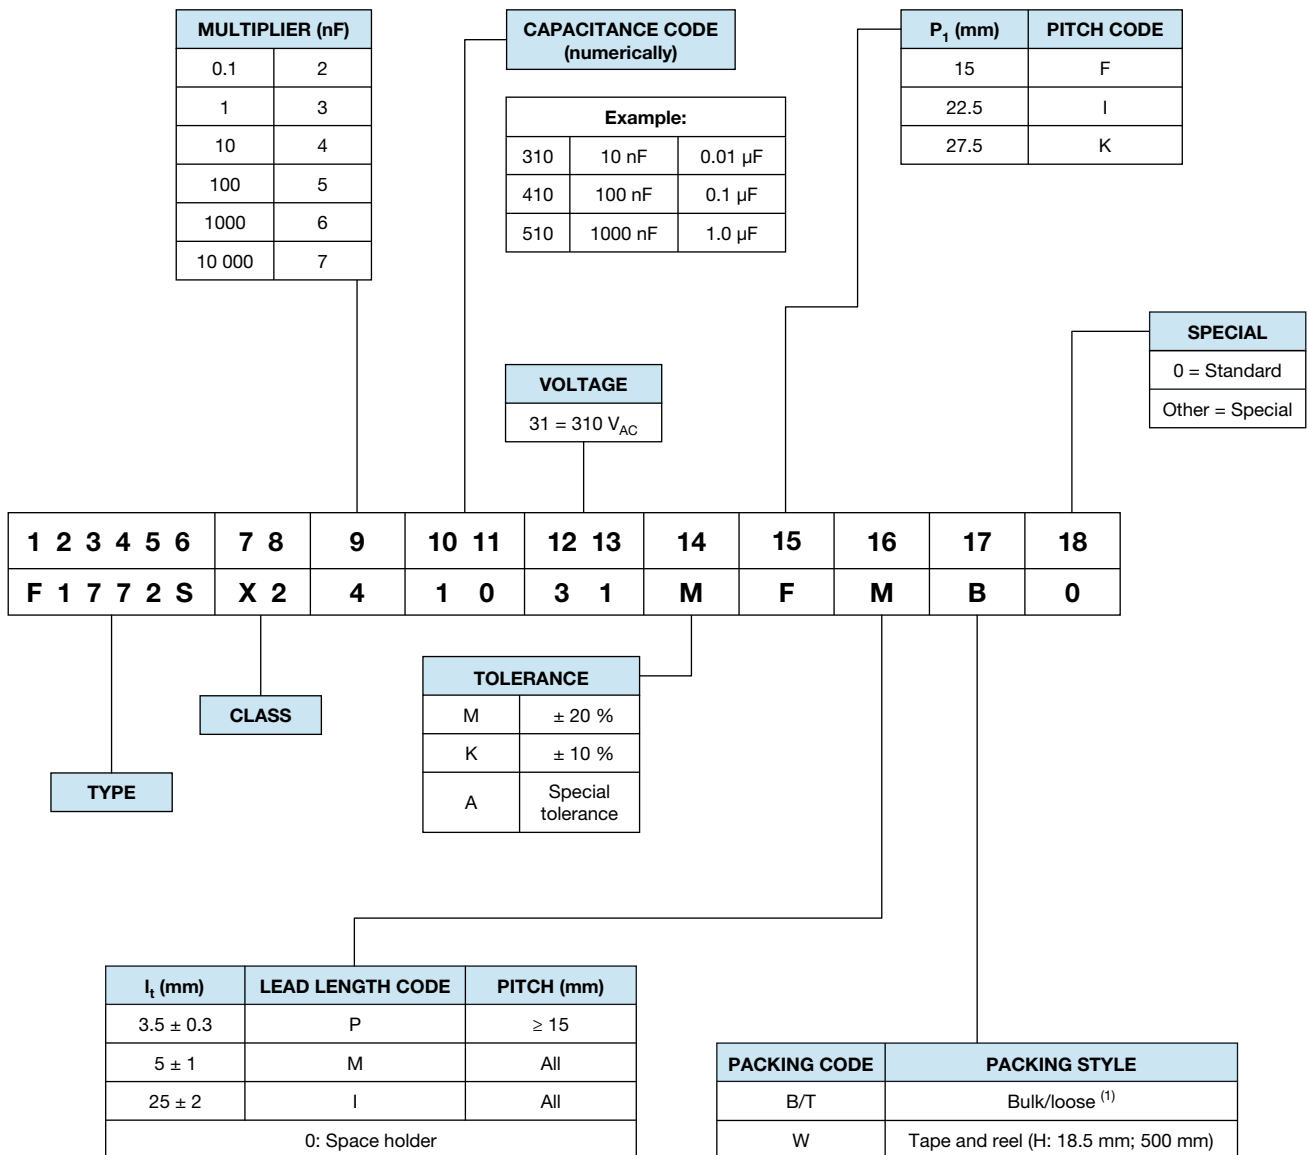 MULTIPLIER (nF)
0.1 2
1 3
10 4
100 5
1000 6
10 000 7
CAPACITANCE CODE
(numerically)
Example:
310 10 nF 0.01 µF
410 100 nF 0.1 µF
510 1000 nF 1.0 µF
P1 (mm) PITCH CODE
15 F
22.5 I
27.5 K
SPECIAL
0 = Standard
Other = Special
VOLTAGE
31 = 310 VAC
1 2 3 4 5 6 7 8 9 10 11 12 13 14 15 16 17 18
F 1 7 7 2 S X 2 4 1 0 3 1 M F M B 0
TOLERANCE
M ± 20 %
K ± 10 %
A Special
tolerance
CLASS
TYPE
lt (mm) LEAD LENGTH CODE PITCH (mm)
3.5 ± 0.3 P ≥ 15
5 ± 1 M All
25 ± 2 I All
0: Space holder
PACKING CODE PACKING STYLE
B/T Bulk/loose (1)
W Tape and reel (H: 18.5 mm; 500 mm)